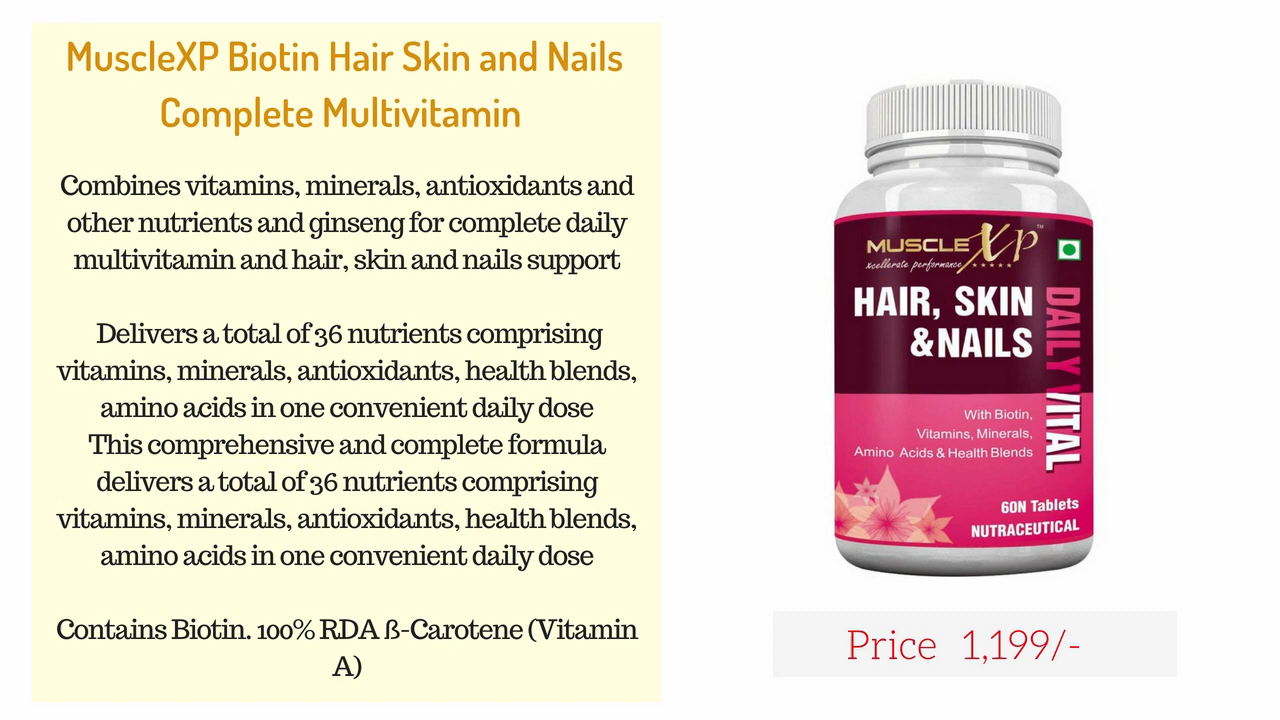 MuscleXP Biotin Hair Skin and Nails
Complete Multivitamin
Combines vitamins, minerals, antioxidants and
other nutrients and ginseng for complete daily
multivitamin and hair, skin and nails support
Delivers a total of 36 nutrients comprising
vitamins, minerals, antioxidants, health blends,
amino acids in one convenient daily dose
This comprehensive and complete formula
delivers a total of 36 nutrients comprising
vitamins, minerals, antioxidants, health blends,
amino acids in one convenient daily dose
Contains Biotin. 100% RDA ß-Carotene (Vitamin
A)
MUSCLEXP™
xcellerate performance
HAIR, SKIN
&NAILS
DAILY VITAL
With Biotin,
Vitamins, Minerals,
Amino Acids & Health Blends
60N Tablets
NUTRACEUTICAL
Price 1,199/-